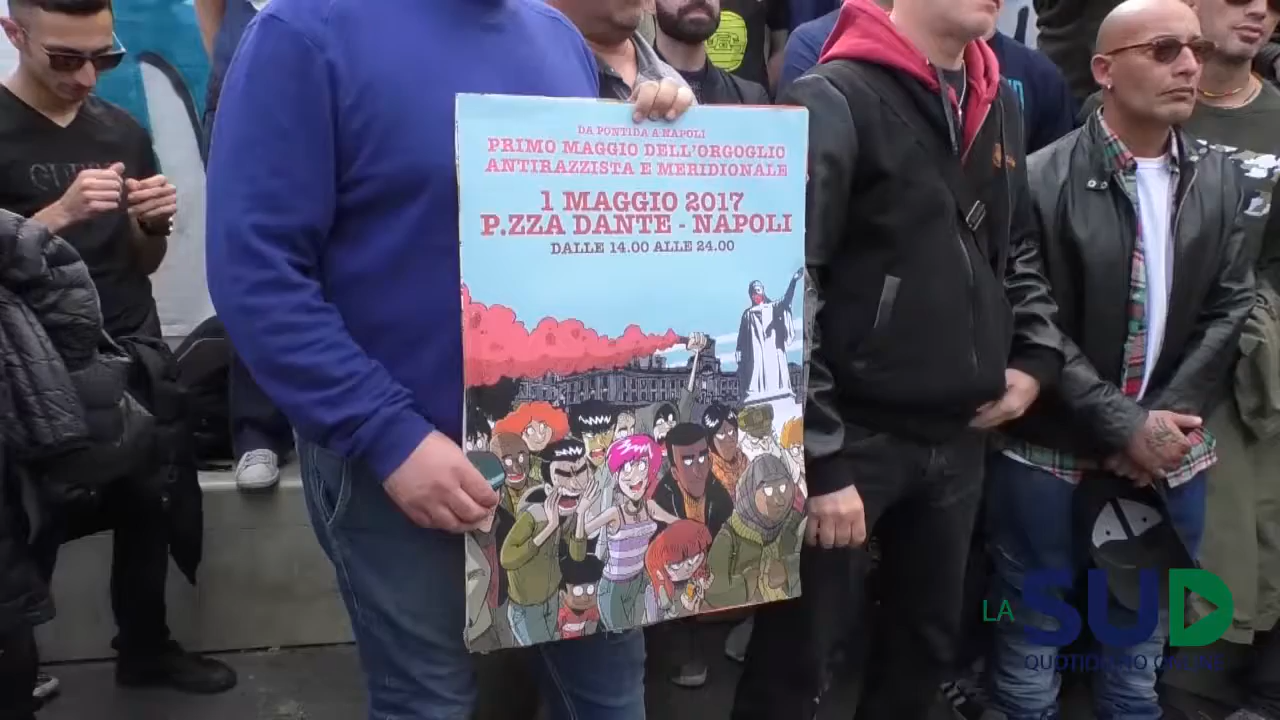 DA PONTIDA A NAPOLI
PRIMO MAGGIO DELL'ORGOGLIO
ANTIRAZZISTA E MERIDIONALE
1 MAGGIO 2017
P.ZZA DANTE - NAPOLI
DALLE 14.00 ALLE 24.00
GUESS
LA SUD
QUOTIDIANO ONLINE